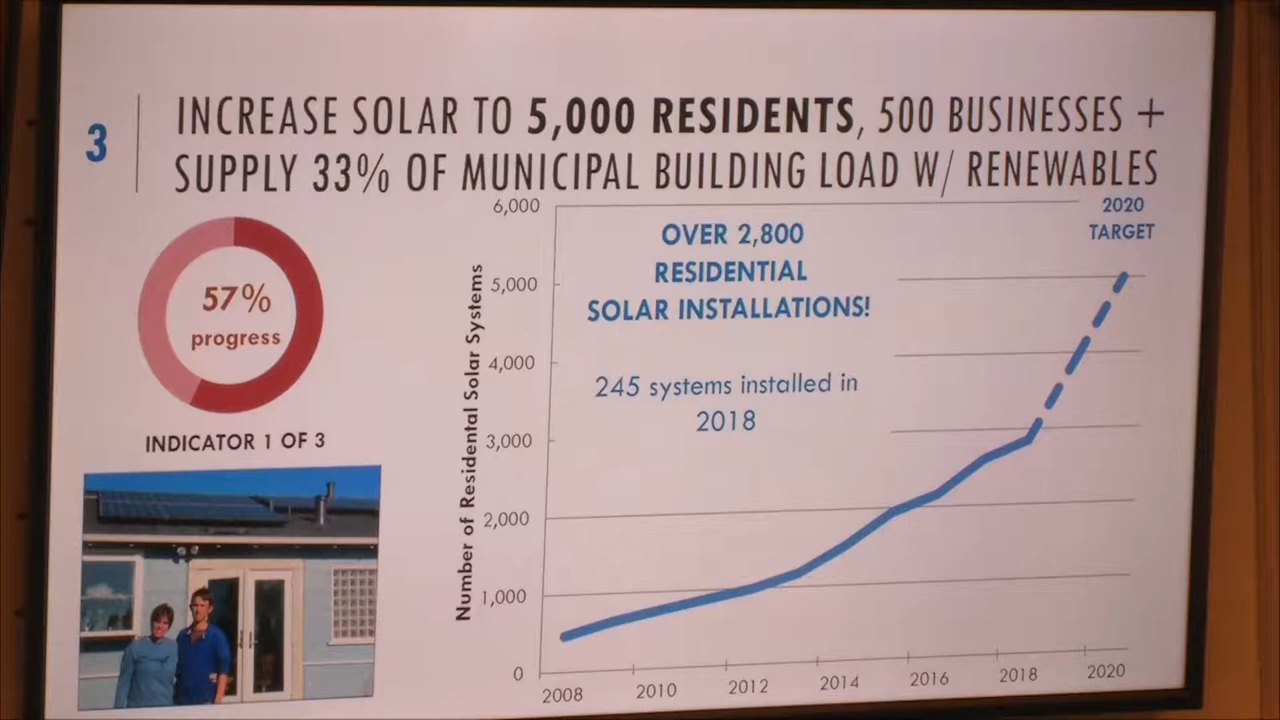 3
INCREASE SOLAR TO 5,000 RESIDENTS, 500 BUSINESSES +
SUPPLY 33% OF MUNICIPAL BUILDING LOAD W/ RENEWABLES
57%
progress
INDICATOR 1 OF 3
Number of Residential Solar Systems
6,000
5,000
4,000
3,000
2,000
1,000
0
OVER 2,800
RESIDENTIAL
SOLAR INSTALLATIONS!
245 systems installed in
2018
2020
TARGET
2008
2010
2012
2014
2016
2018
2020